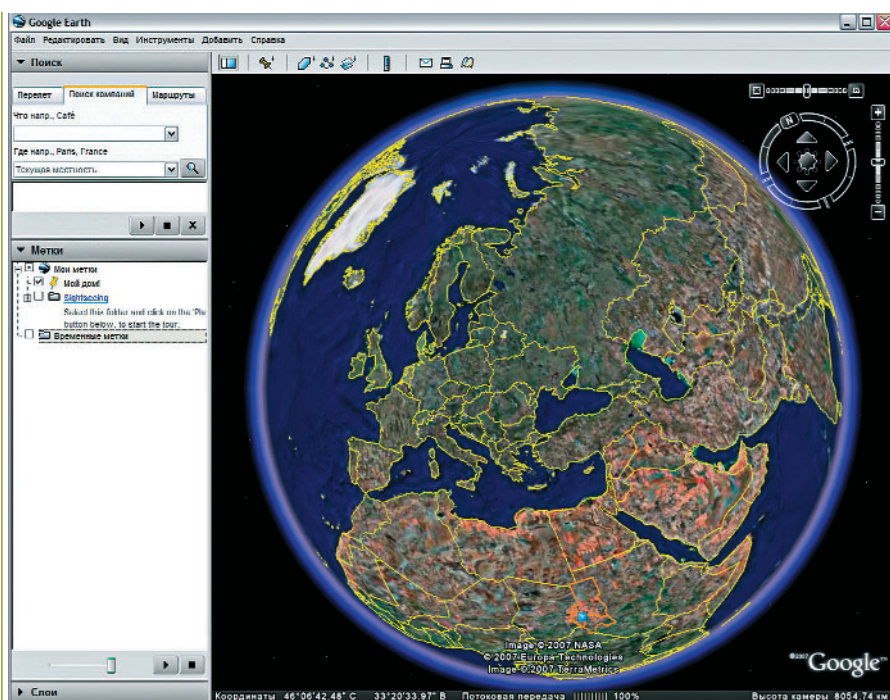 Google Earth
Файл Редактировать Вид Инструменты Добавить Справка
Поиск
Перелет Поиск компаний Маршруты
Что напр., Café
Где напр., Paris, France
Текущая местность
Метки
Мои метки
Мой дом!
Sightseeing
Select this folder and click on the 'Pla
button below, to start the tour.
Временные метки
Слои
N
Image © 2007 NASA
© 2007 Europa Technologies
Image © 2007 TerraMetrics
©2007 Google™
Координаты 46°06'42.48" С 33°20'33.97" В Потоковая передача 100% Высота камеры 8054.74 км